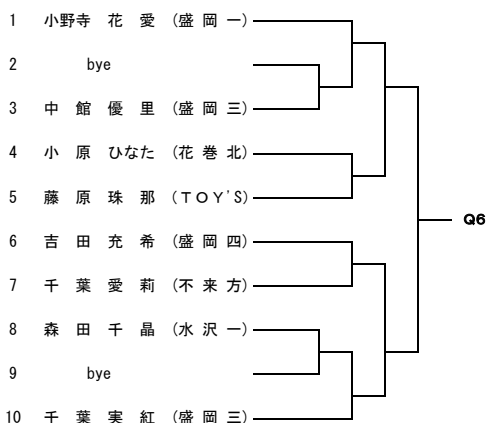 1 小野寺 花 愛 (盛 岡 一)
2 bye
3 中 館 優 里 (盛 岡 三)
4 小 原 ひなた (花 巻 北)
5 藤 原 珠 那 (ＴＯＹ'S)
Q6
6 吉 田 充 希 (盛 岡 四)
7 千 葉 愛 莉 (不 来 方)
8 森 田 千 晶 (水 沢 一)
9 bye
10 千 葉 実 紅 (盛 岡 三)